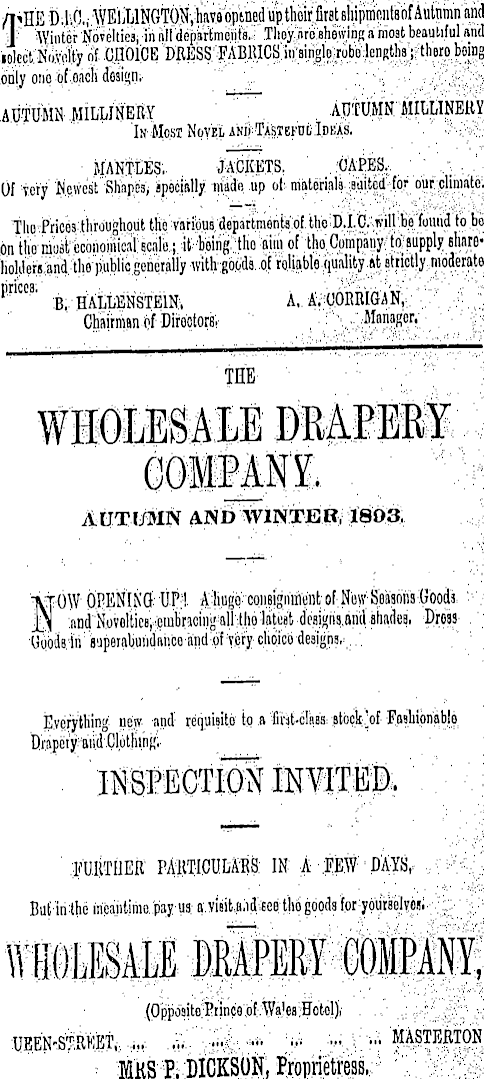 THE D.I.C., WELLINGTON, have opened up their first shipments of Autumn and
Winter Novelties, in all departments. They are showing a most beautiful and
select Novelty of CHOICE DRESS FABRICS in single robe lengths; there being
only one of each design.
AUTUMN MILLINERY AUTUMN MILLINERY
IN MOST NOVEL AND TASTEFUL IDEAS.
MANTLES. JACKETS. CAPES.
Of very Newest Shapes, specially made up of materials suited for our climate.
The Prices throughout the various departments of the D.I.C. will be found to be
on the most economical scale; it being the aim of the Company to supply share-
holders and the public generally with goods of reliable quality at strictly moderate
prices.
B. HALLENSTEIN, A. A. CORRIGAN,
Chairman of Directors. Manager.
THE
WHOLESALE DRAPERY
COMPANY.
AUTUMN AND WINTER, 1893.
NOW OPENING UP! A huge consignment of New Seasons Goods
and Novelties, embracing all the latest designs and shades. Dress
Goods in superabundance and of very choice designs.
Everything new and requisite to a first-class stock of Fashionable
Drapery and Clothing.
INSPECTION INVITED.
FURTHER PARTICULARS IN A FEW DAYS,
But in the meantime pay us a visit and see the goods for yourselves.
WHOLESALE DRAPERY COMPANY,
(Opposite Prince of Wales Hotel),
UEEN-STREET, ... ... ... ... ... ... ... MASTERTON
MRS P. DICKSON, Proprietress.